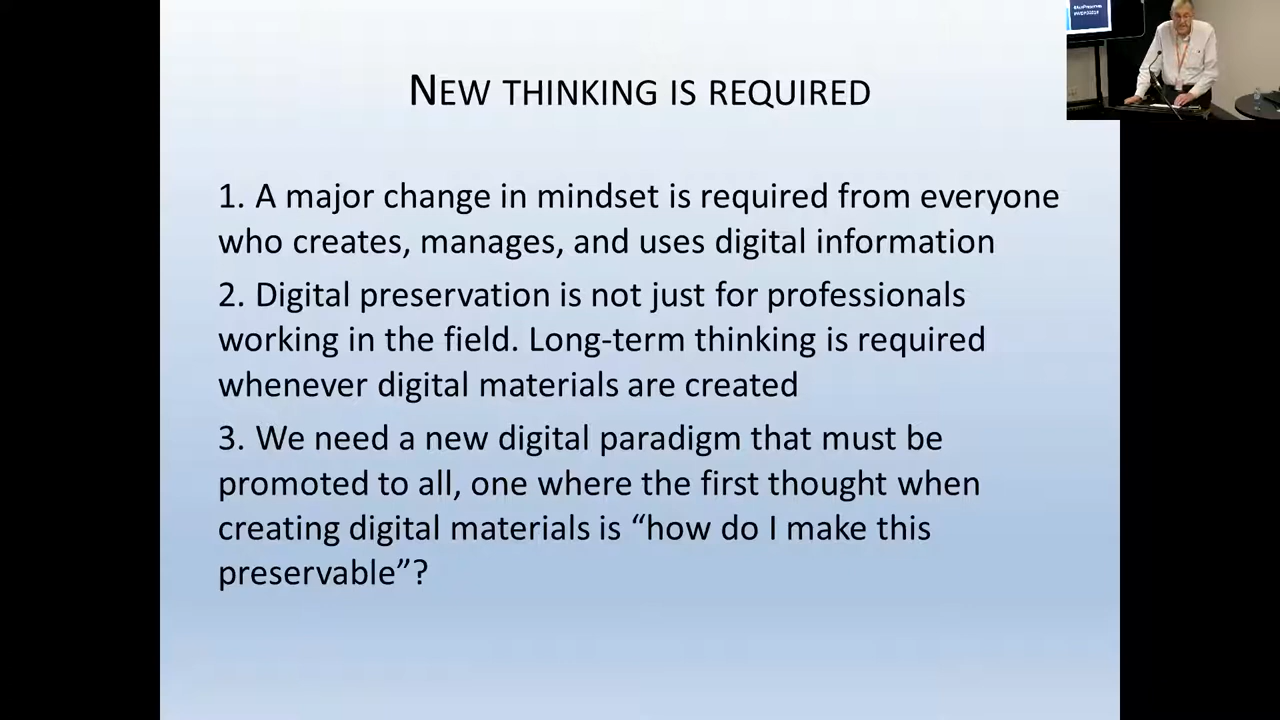 NEW THINKING IS REQUIRED
1. A major change in mindset is required from everyone
who creates, manages, and uses digital information
2. Digital preservation is not just for professionals
working in the field. Long-term thinking is required
whenever digital materials are created
3. We need a new digital paradigm that must be
promoted to all, one where the first thought when
creating digital materials is “how do I make this
preservable”?